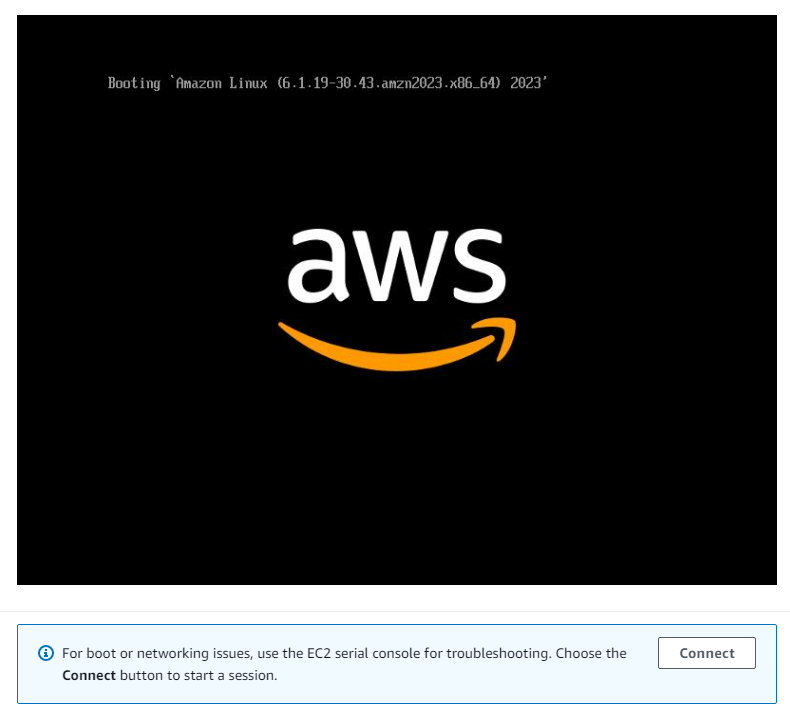 Booting `Amazon Linux (6.1.19-30.43.amzn2023.x86_64) 2023'
aws
For boot or networking issues, use the EC2 serial console for troubleshooting. Choose the
Connect button to start a session.
Connect